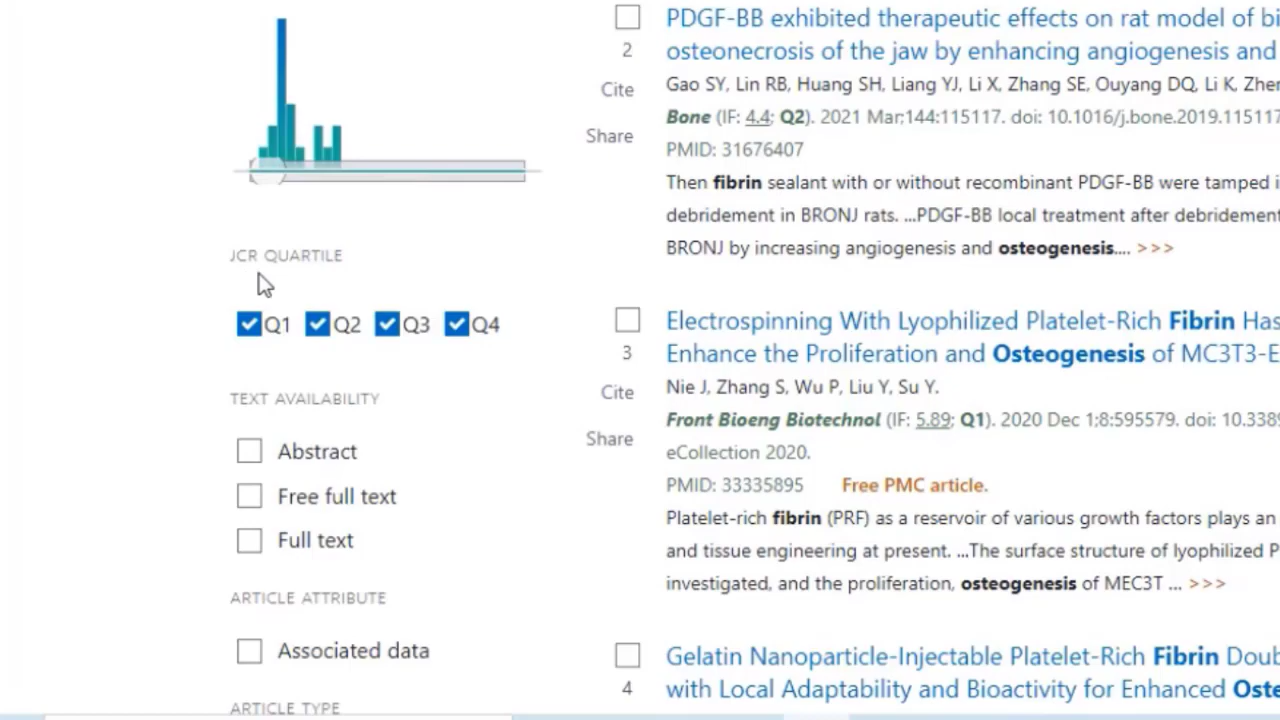 JCR QUARTILE
Q1 Q2 Q3 Q4
TEXT AVAILABILITY
Abstract
Free full text
Full text
ARTICLE ATTRIBUTE
Associated data
ARTICLE TYPE
2
Cite
Share
PDGF-BB exhibited therapeutic effects on rat model of bi
osteonecrosis of the jaw by enhancing angiogenesis and
Gao SY, Lin RB, Huang SH, Liang YJ, Li X, Zhang SE, Ouyang DQ, Li K, Zher
Bone (IF: 4.4; Q2). 2021 Mar;144:115117. doi: 10.1016/j.bone.2019.115117
PMID: 31676407
Then fibrin sealant with or without recombinant PDGF-BB were tamped i
debridement in BRONJ rats. ...PDGF-BB local treatment after debridement
BRONJ by increasing angiogenesis and osteogenesis.... >>>
3
Cite
Share
Electrospinning With Lyophilized Platelet-Rich Fibrin Has
Enhance the Proliferation and Osteogenesis of MC3T3-E
Nie J, Zhang S, Wu P, Liu Y, Su Y.
Front Bioeng Biotechnol (IF: 5.89; Q1). 2020 Dec 1;8:595579. doi: 10.3389
eCollection 2020.
PMID: 33335895 Free PMC article.
Platelet-rich fibrin (PRF) as a reservoir of various growth factors plays an
and tissue engineering at present. ...The surface structure of lyophilized P
investigated, and the proliferation, osteogenesis of MEC3T ... >>>
4
Gelatin Nanoparticle-Injectable Platelet-Rich Fibrin Doub
with Local Adaptability and Bioactivity for Enhanced Oste